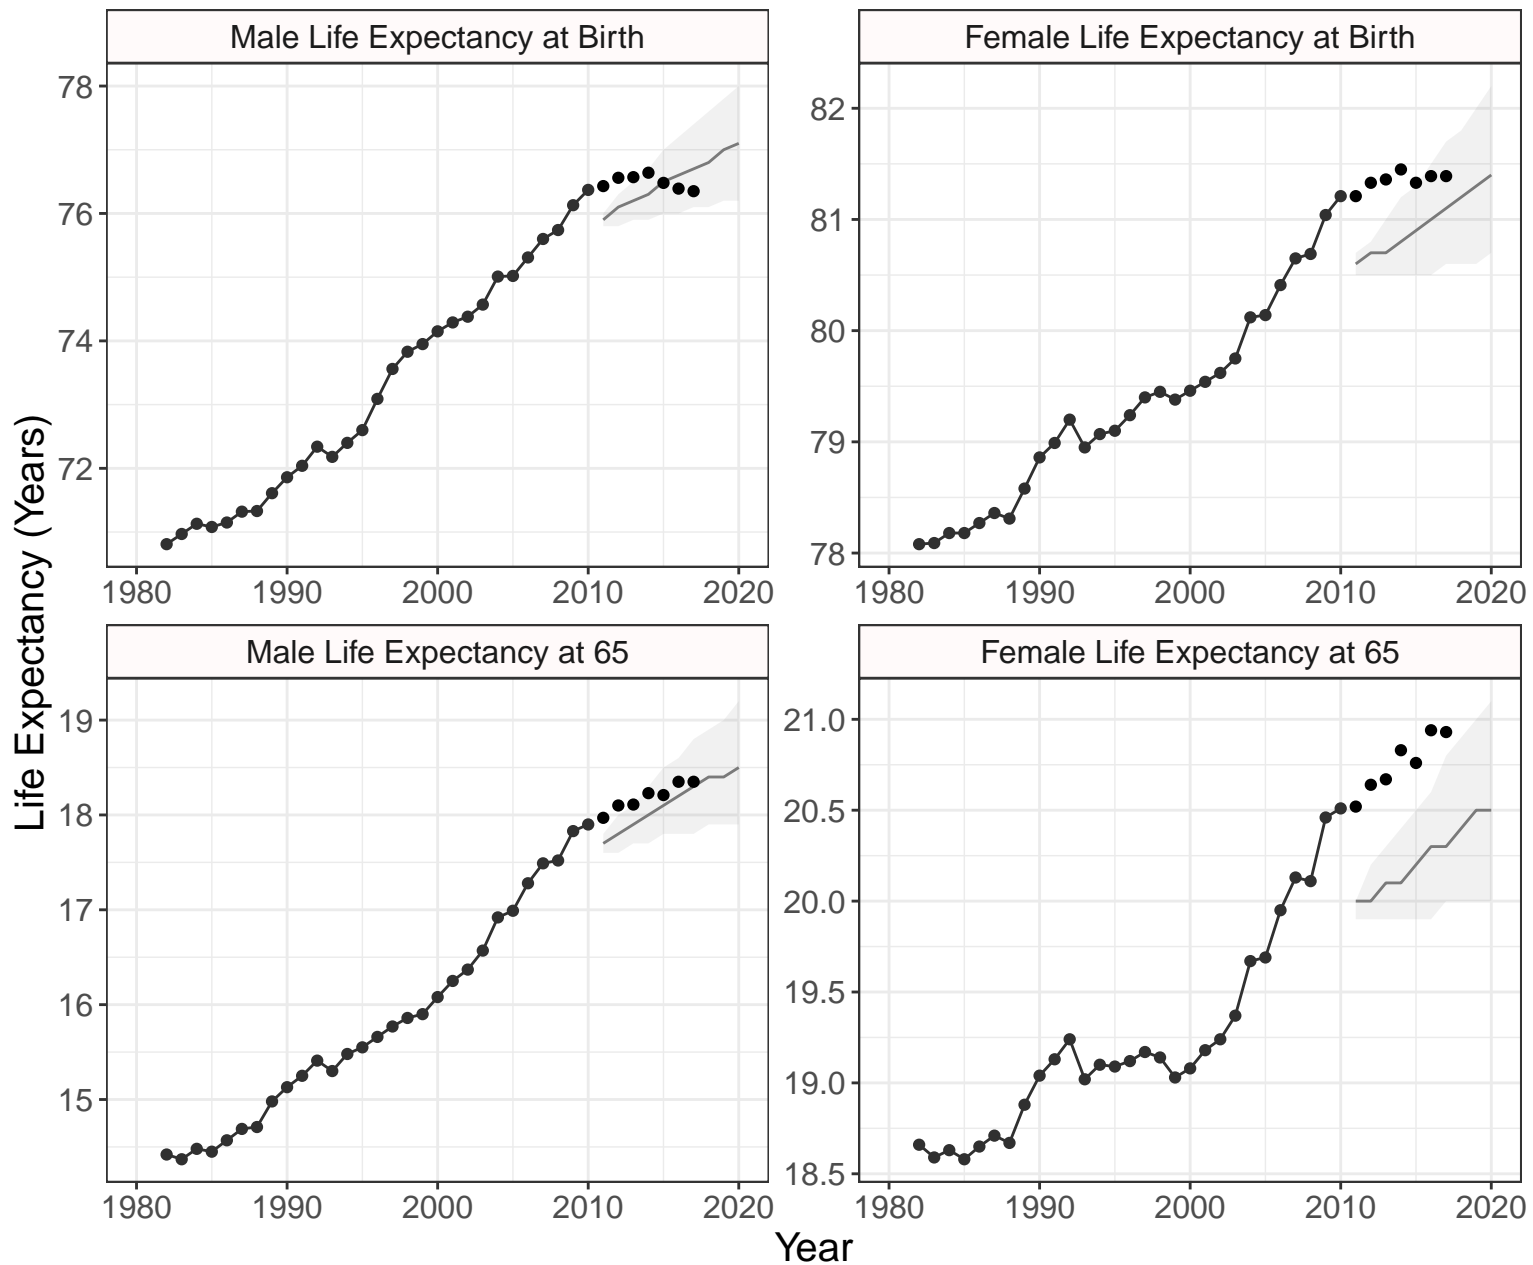 Male Life Expectancy at Birth
Female Life Expectancy at Birth
78
76
74
72
82
81
80
79
78
1980 1990 2000 2010 2020
1980 1990 2000 2010 2020
Life Expectancy (Years)
Male Life Expectancy at 65
Female Life Expectancy at 65
19
18
17
16
15
21.0
20.5
20.0
19.5
19.0
18.5
1980 1990 2000 2010 2020
1980 1990 2000 2010 2020
Year